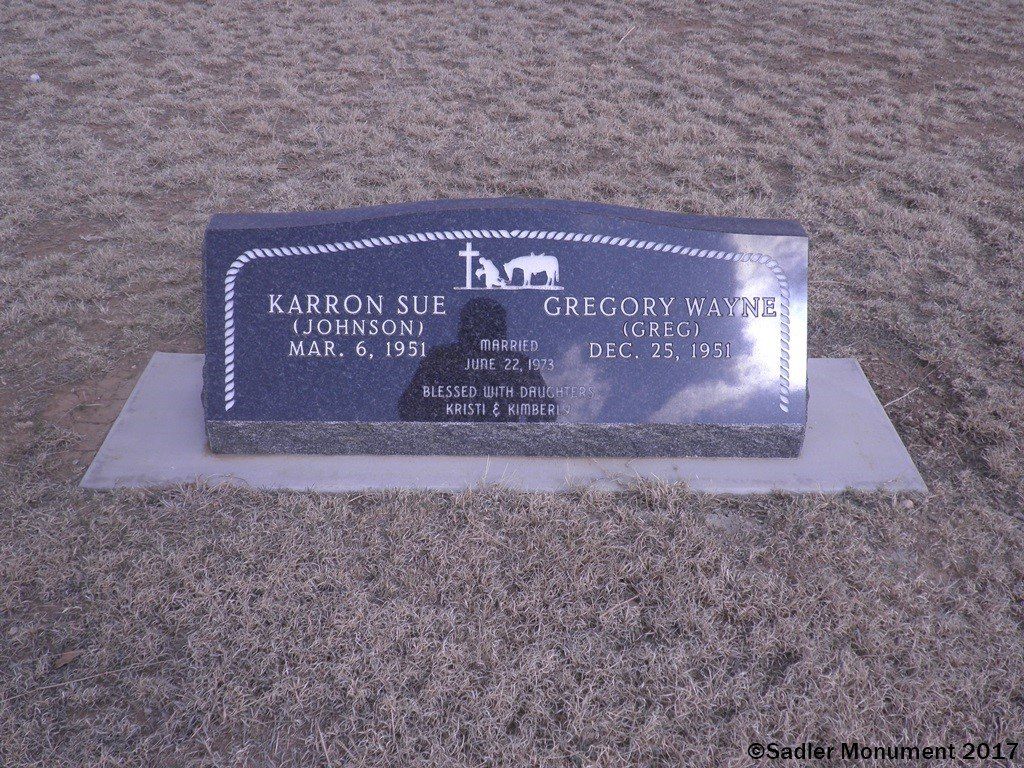 KARRON SUE
(JOHNSON)
MAR. 6, 1951
GREGORY WAYNE
(GREG)
DEC. 25, 1951
MARRIED
JUNE 22, 1973
BLESSED WITH DAUGHTERS
KRISTI & KIMBERLY
©Sadler Monument 2017